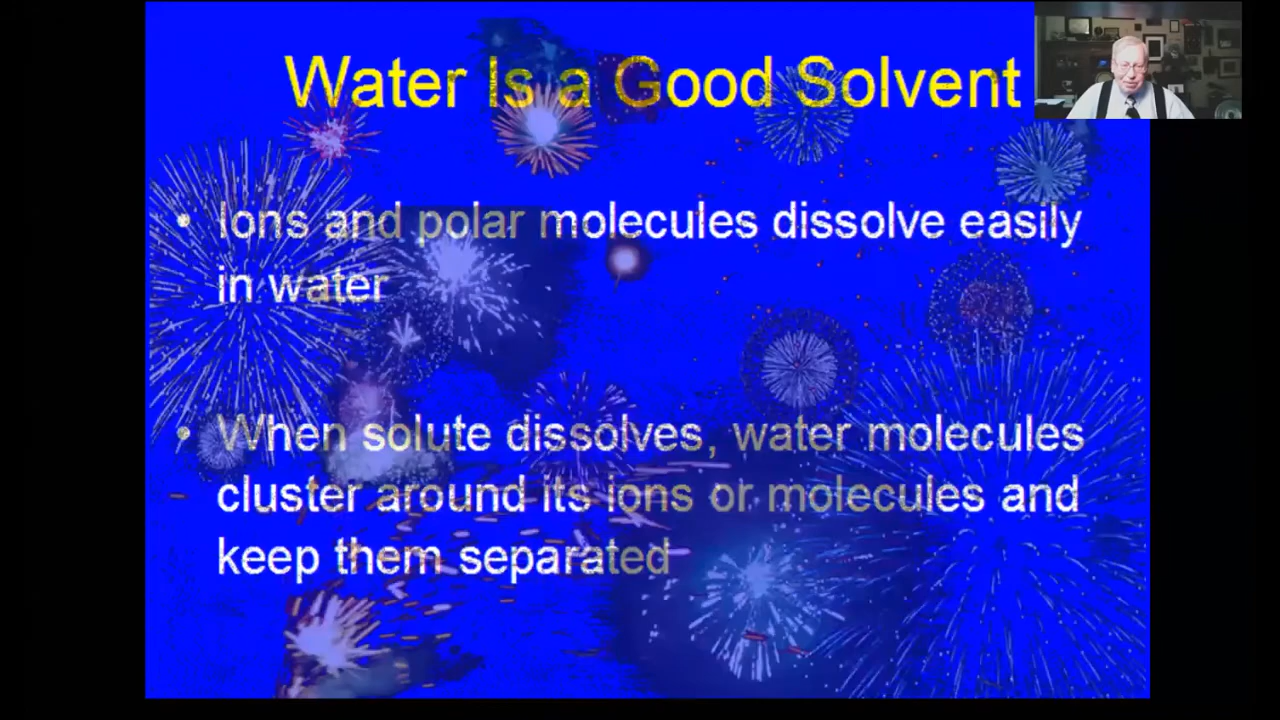 Water Is a Good Solvent
• Ions and polar molecules dissolve easily
in water
• When solute dissolves, water molecules
cluster around its ions or molecules and
keep them separated